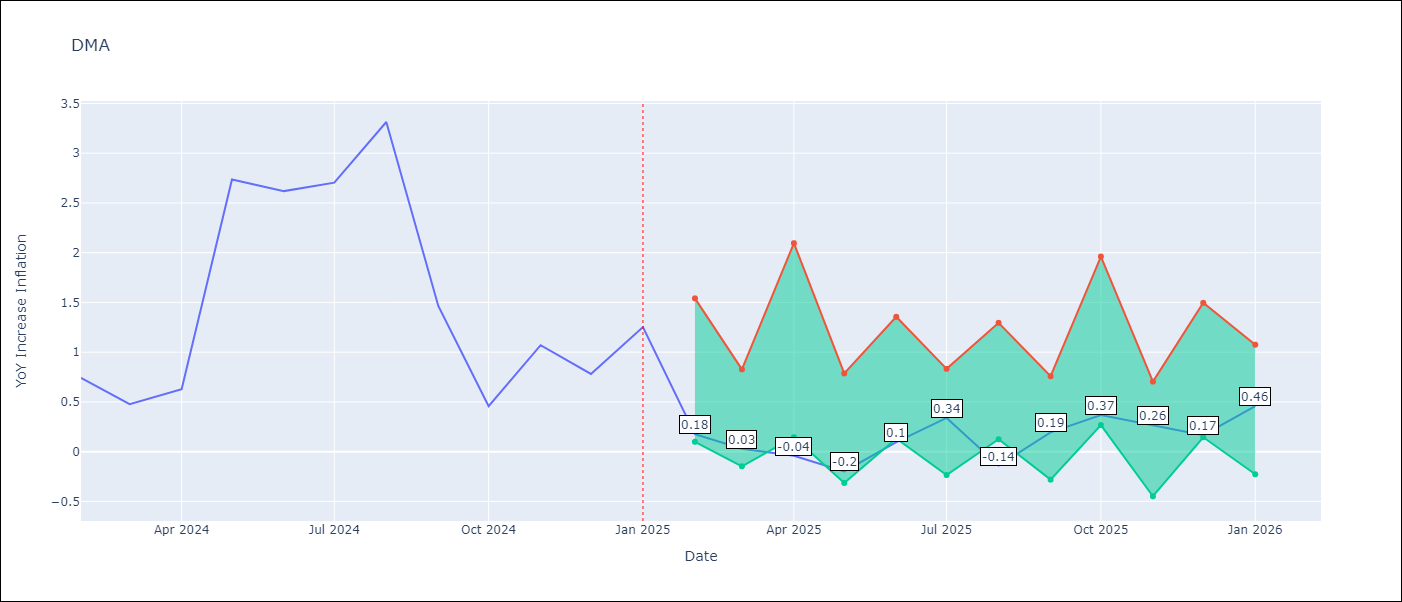 DMA
YoY Increase Inflation
3.5
3
2.5
2
1.5
1
0.5
0
−0.5
0.18
0.03
-0.04
-0.2
0.1
0.34
-0.14
0.19
0.37
0.26
0.17
0.46
Apr 2024
Jul 2024
Oct 2024
Jan 2025
Apr 2025
Jul 2025
Oct 2025
Jan 2026
Date